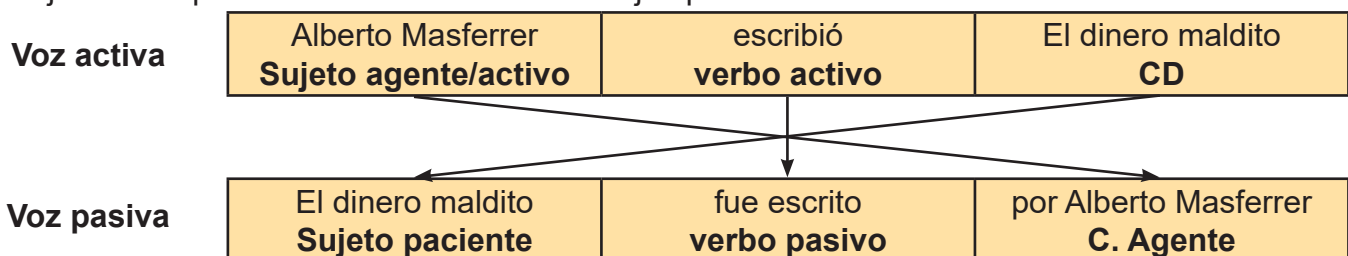 Voz activa
Alberto Masferrer
Sujeto agente/activo
escribió
verbo activo
El dinero maldito
CD
Voz pasiva
El dinero maldito
Sujeto paciente
fue escrito
verbo pasivo
por Alberto Masferrer
C. Agente